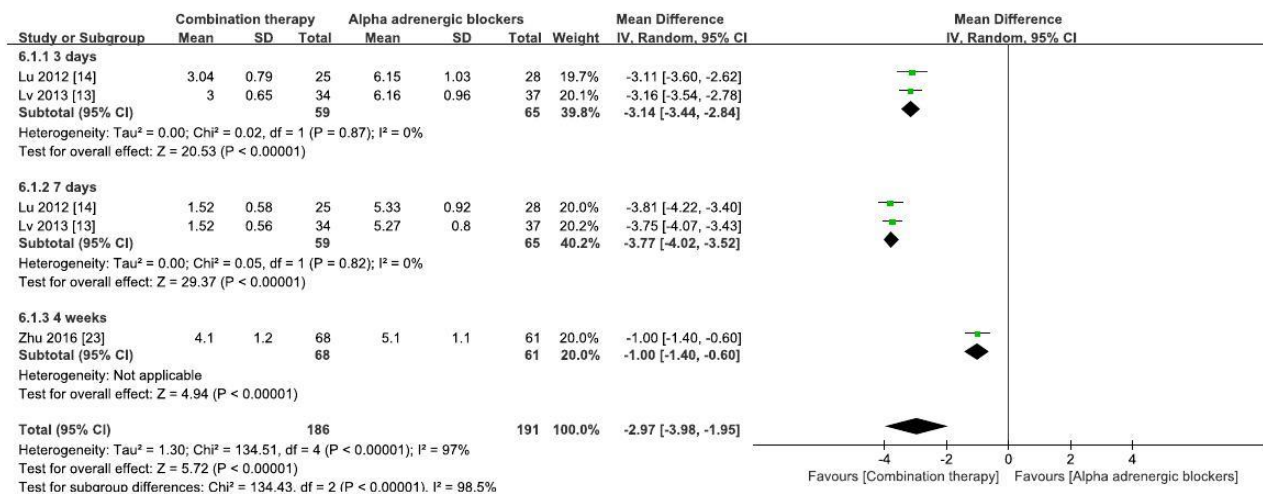 Combination therapy Alpha adrenergic blockers Mean Difference Mean Difference
Study or Subgroup Mean SD Total Mean SD Total Weight IV, Random, 95% CI IV, Random, 95% CI
6.1.1 3 days
Lu 2012 [14] 3.04 0.79 25 6.15 1.03 28 19.7% -3.11 [-3.60, -2.62]
Lv 2013 [13] 3 0.65 34 6.16 0.96 37 20.1% -3.16 [-3.54, -2.78]
Subtotal (95% CI) 59 65 39.8% -3.14 [-3.44, -2.84]
Heterogeneity: Tau² = 0.00; Chi² = 0.02, df = 1 (P = 0.87); I² = 0%
Test for overall effect: Z = 20.53 (P < 0.00001)
6.1.2 7 days
Lu 2012 [14] 1.52 0.58 25 5.33 0.92 28 20.0% -3.81 [-4.22, -3.40]
Lv 2013 [13] 1.52 0.56 34 5.27 0.8 37 20.2% -3.75 [-4.07, -3.43]
Subtotal (95% CI) 59 65 40.2% -3.77 [-4.02, -3.52]
Heterogeneity: Tau² = 0.00; Chi² = 0.05, df = 1 (P = 0.82); I² = 0%
Test for overall effect: Z = 29.37 (P < 0.00001)
6.1.3 4 weeks
Zhu 2016 [23] 4.1 1.2 68 5.1 1.1 61 20.0% -1.00 [-1.40, -0.60]
Subtotal (95% CI) 68 61 20.0% -1.00 [-1.40, -0.60]
Heterogeneity: Not applicable
Test for overall effect: Z = 4.94 (P < 0.00001)
Total (95% CI) 186 191 100.0% -2.97 [-3.98, -1.95]
Heterogeneity: Tau² = 1.30; Chi² = 134.51, df = 4 (P < 0.00001); I² = 97%
Test for overall effect: Z = 5.72 (P < 0.00001)
Test for subgroup differences: Chi² = 134.43, df = 2 (P < 0.00001), I² = 98.5%
-4 -2 0 2 4
Favours [Combination therapy] Favours [Alpha adrenergic blockers]